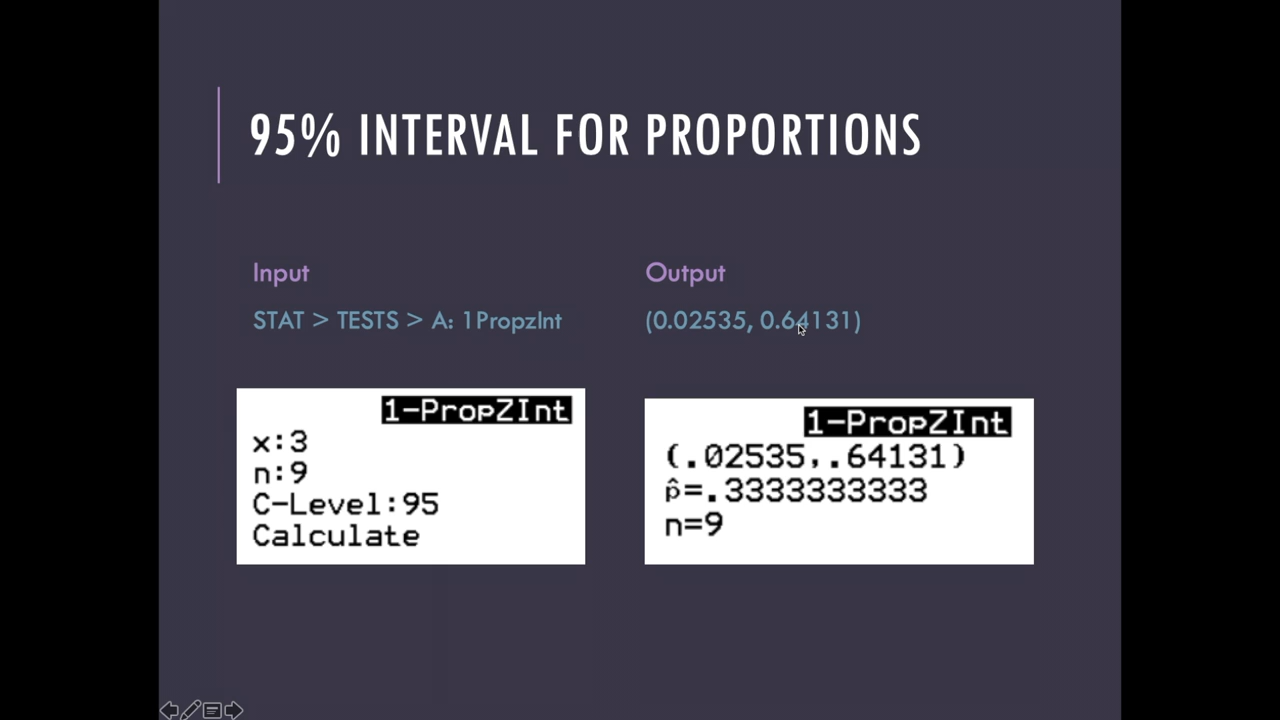 95% INTERVAL FOR PROPORTIONS
Input
STAT > TESTS > A: 1PropzInt
1-PropZInt
x:3
n:9
C-Level:95
Calculate
Output
(0.02535, 0.64131)
1-PropZInt
(.02535,.64131)
p̂=.3333333333
n=9